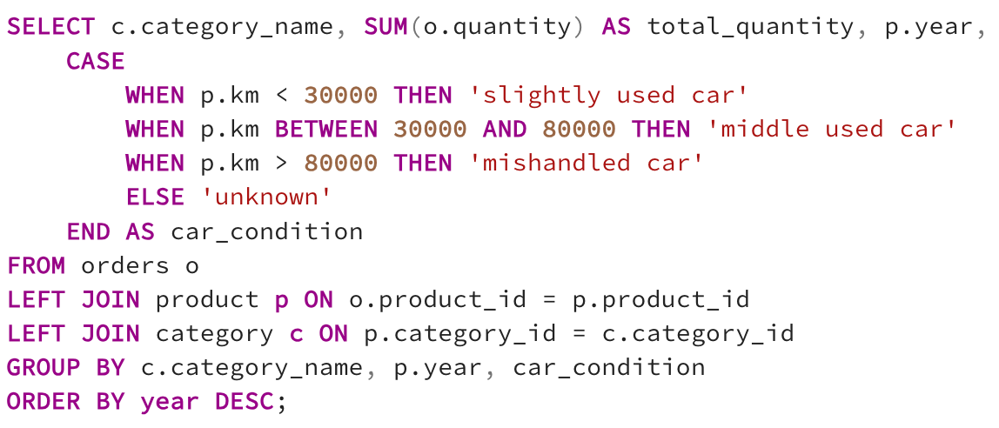 SELECT c.category_name, SUM(o.quantity) AS total_quantity, p.year,
CASE
WHEN p.km < 30000 THEN 'slightly used car'
WHEN p.km BETWEEN 30000 AND 80000 THEN 'middle used car'
WHEN p.km > 80000 THEN 'mishandled car'
ELSE 'unknown'
END AS car_condition
FROM orders o
LEFT JOIN product p ON o.product_id = p.product_id
LEFT JOIN category c ON p.category_id = c.category_id
GROUP BY c.category_name, p.year, car_condition
ORDER BY year DESC;